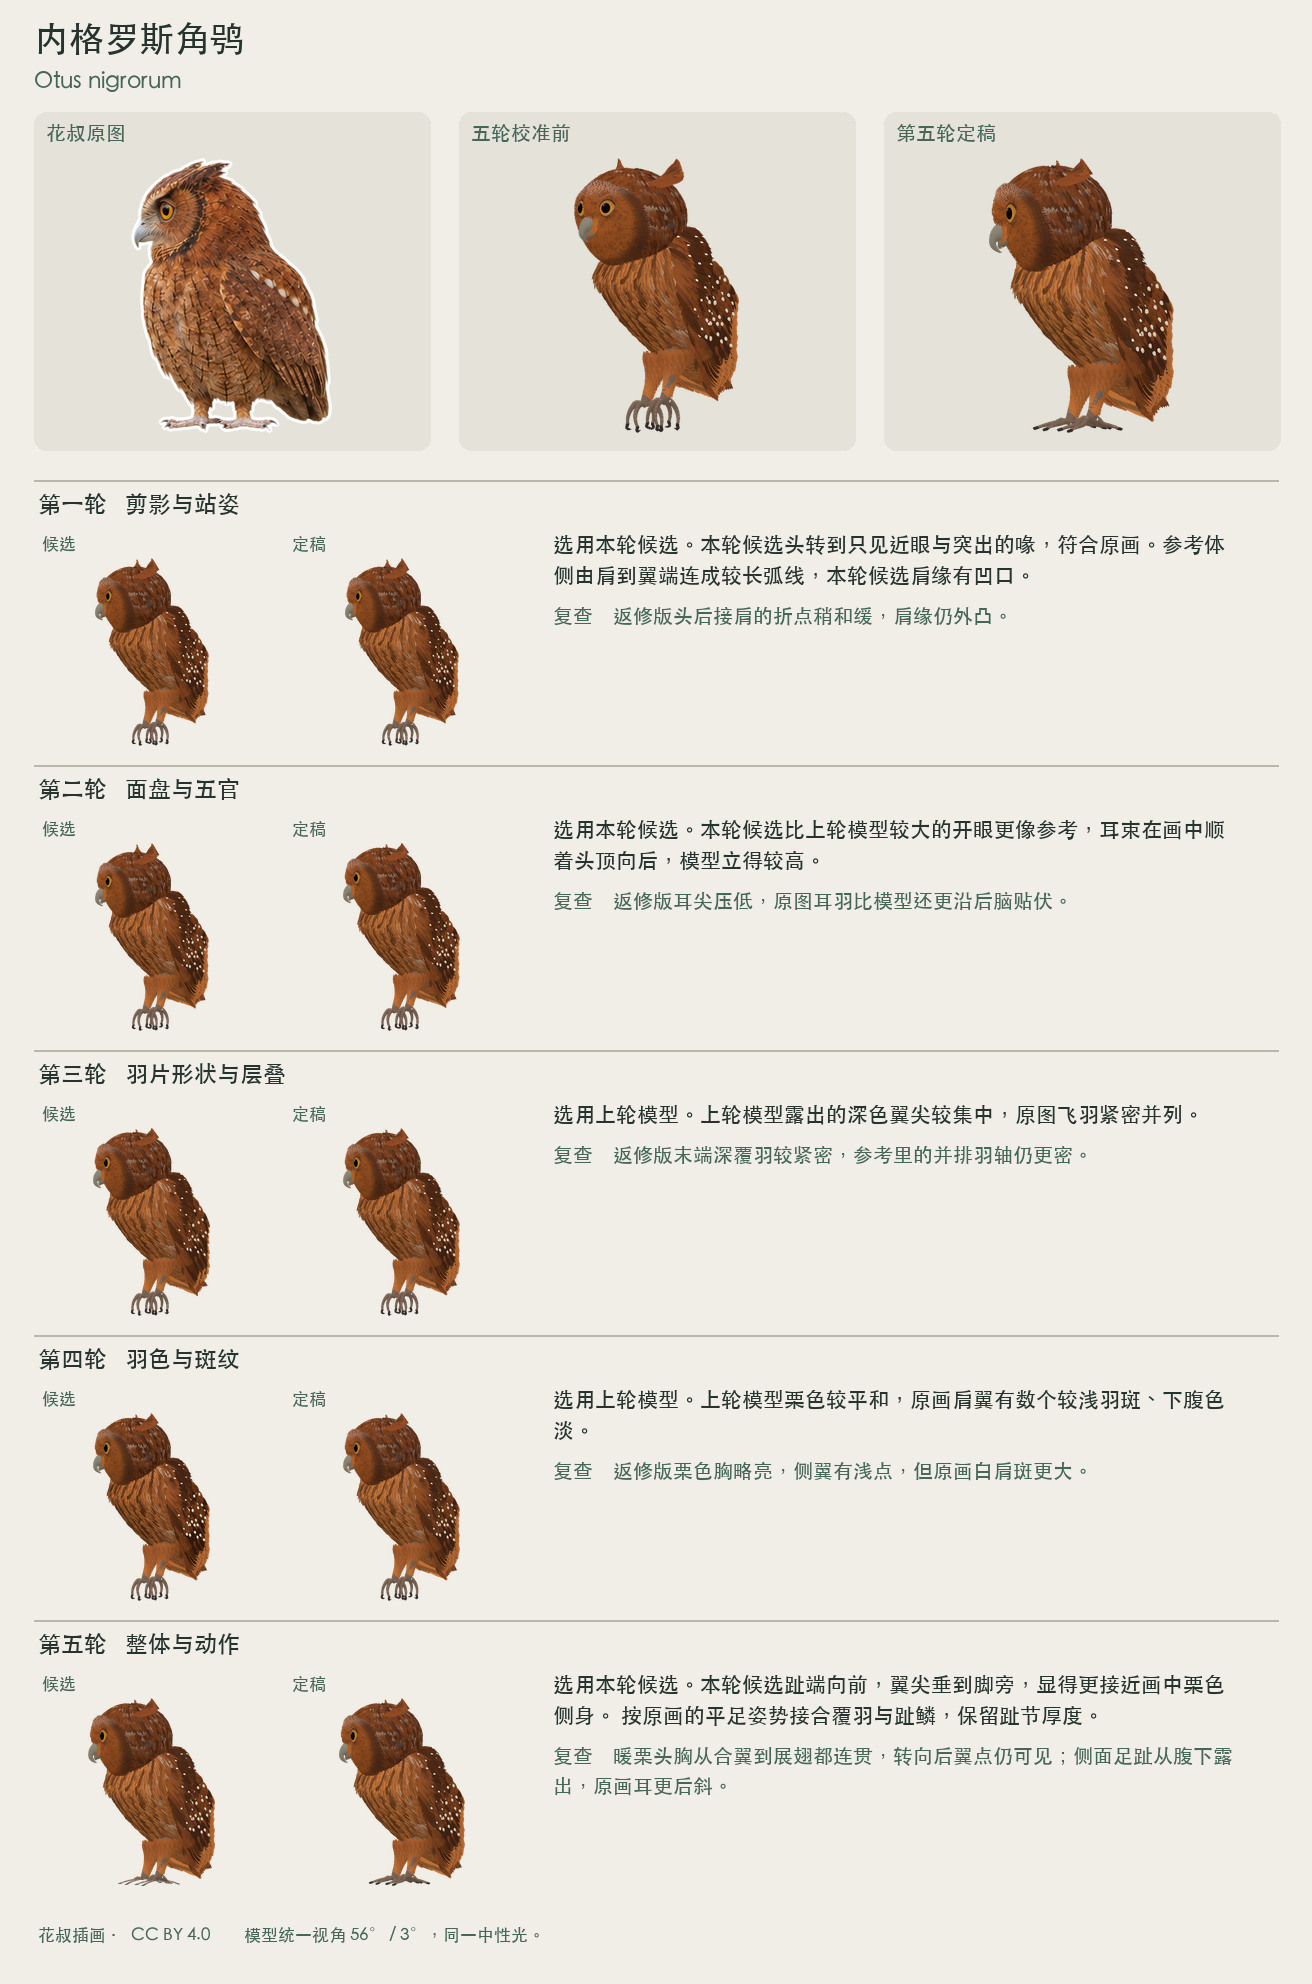 内格罗斯角鸮
Otus nigrorum
花叔原图
五轮校准前
第五轮定稿
第一轮 剪影与站姿
候选
定稿
选用本轮候选。本轮候选头转到只见近眼与突出的喙，符合原画。参考体
侧由肩到翼端连成较长弧线，本轮候选肩缘有凹口。
复查 返修版头后接肩的折点稍和缓，肩缘仍外凸。
第二轮 面盘与五官
候选
定稿
选用本轮候选。本轮候选比上轮模型较大的开眼更像参考，耳束在画中顺
着头顶向后，模型立得较高。
复查 返修版耳尖压低，原图耳羽比模型还更沿后脑贴伏。
第三轮 羽片形状与层叠
候选
定稿
选用上轮模型。上轮模型露出的深色翼尖较集中，原图飞羽紧密并列。
复查 返修版末端深覆羽较紧密，参考里的并排羽轴仍更密。
第四轮 羽色与斑纹
候选
定稿
选用上轮模型。上轮模型栗色较平和，原画肩翼有数个较浅羽斑、下腹色
淡。
复查 返修版栗色胸略亮，侧翼有浅点，但原画白肩斑更大。
第五轮 整体与动作
候选
定稿
选用本轮候选。本轮候选趾端向前，翼尖垂到脚旁，显得更接近画中栗色
侧身。 按原画的平足姿势接合覆羽与趾鳞，保留趾节厚度。
复查 暖栗头胸从合翼到展翅都连贯，转向后翼点仍可见；侧面足趾从腹下露
出，原画耳更后斜。
花叔插画 · CC BY 4.0 模型统一视角 56° / 3°，同一中性光。